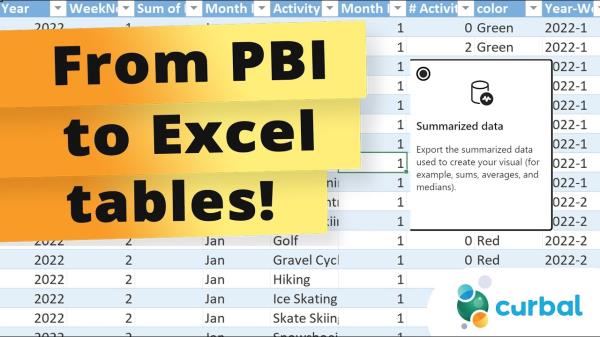 Year WeekN Sum of Month Activity Month # Activit color Year-We
1 0 Green 2022-1
1 2 Green 2022-1
From PBI
to Excel
tables!
Summarized data
Export the summarized data
used to create your visual (for
example, sums, averages, and
medians).
1 2022-1
1 2022-1
1 2022-1
1 2022-1
1 2022-1
1 2022-1
1 2022-1
1 2022-2
1 2022-2
2022 2 Jan Golf 1 0 Red 2022-2
2022 2 Jan Gravel Cycl 1 0 Red 2022-2
2022 2 Jan Hiking 1
2022 2 Jan Ice Skating 1
2022 2 Jan Skate Skiin 1
2022 2 Jan Snowshoei 1
curbal